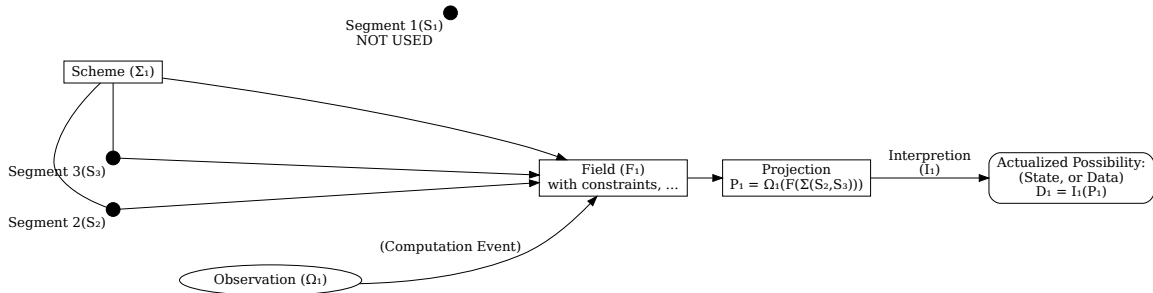 Segment 1(S₁)
NOT USED
Scheme (Σ₁)
Segment 3(S₃)
Segment 2(S₂)
Field (F₁)
with constraints, ...
Projection
P₁ = Ω₁(F(Σ(S₂,S₃)))
Interpretion
(I₁)
Actualized Possibility:
(State, or Data)
D₁ = I₁(P₁)
(Computation Event)
Observation (Ω₁)